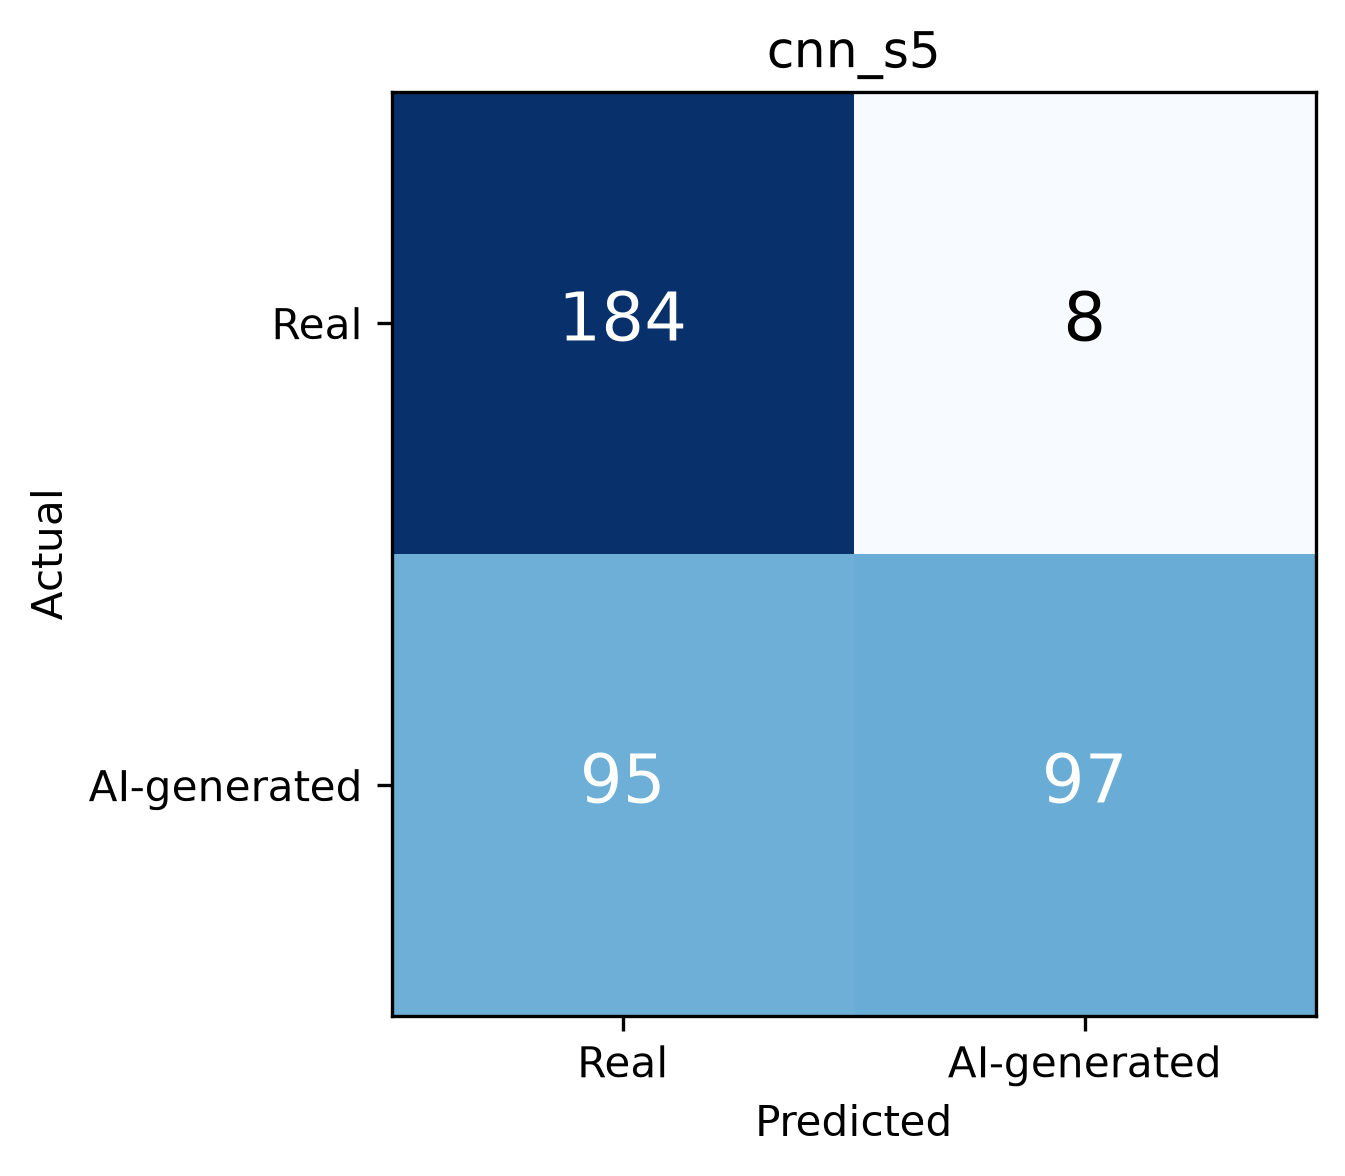 cnn_s5
Actual
Real
184
8
AI-generated
95
97
Real
AI-generated
Predicted